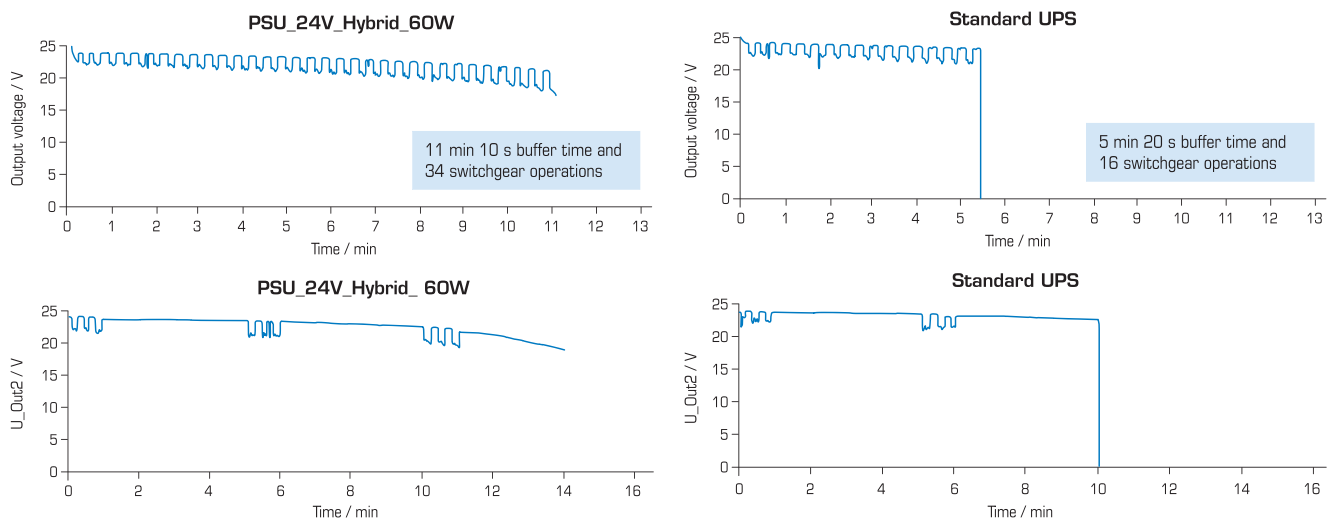 PSU_24V_Hybrid_60W
Output voltage / V
25
20
15
10
5
0
11 min 10 s buffer time and
34 switchgear operations
0 1 2 3 4 5 6 7 8 9 10 11 12 13
Time / min
Standard UPS
Output voltage / V
25
20
15
10
5
0
5 min 20 s buffer time and
16 switchgear operations
0 1 2 3 4 5 6 7 8 9 10 11 12 13
Time / min
PSU_24V_Hybrid_ 60W
U_Out2 / V
25
20
15
10
5
0
0 2 4 6 8 10 12 14 16
Time / min
Standard UPS
U_Out2 / V
25
20
15
10
5
0
0 2 4 6 8 10 12 14 16
Time / min